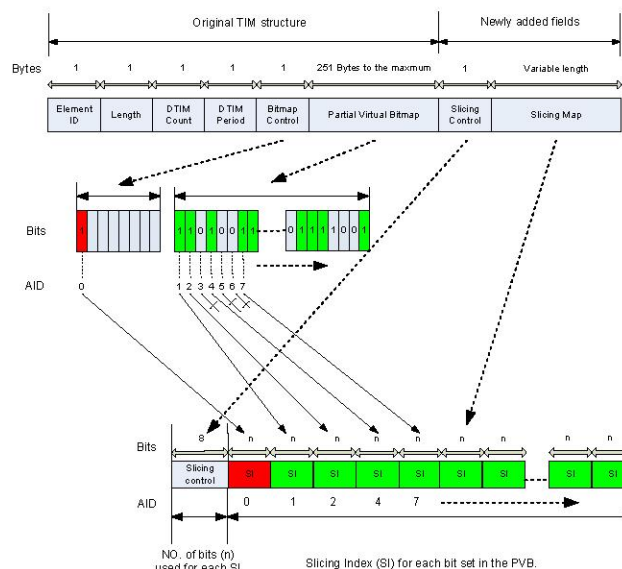 Original TIM structure Newly added fields
Bytes 1 1 1 1 1 251 Bytes to the maxmum 1 Variable length
Element ID Length DTIM Count DTIM Period Bitmap Control Partial Virtual Bitmap Slicing Control Slicing Map
Bits 1 1 1 0 1 0 0 1 1 0 1 1 1 1 0 0 1
AID 0 1 2 3 4 5 6 7
Bits 8 n n n n n n n n n
Slicing control SI SI SI SI SI SI SI SI SI
AID 0 1 2 4 7
NO. of bits (n)
used for each SI Slicing Index (SI) for each bit set in the PVB.